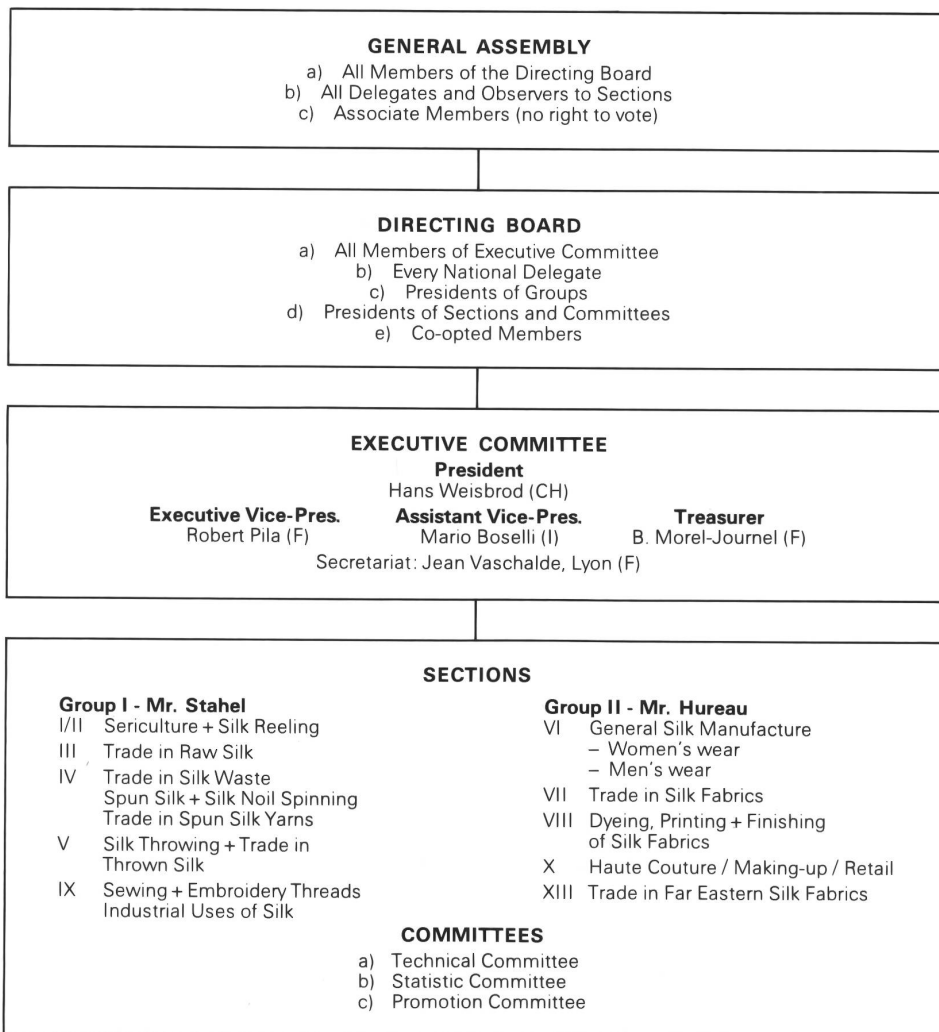 GENERAL ASSEMBLY
a) All Members of the Directing Board
b) All Delegates and Observers to Sections
c) Associate Members (no right to vote)
DIRECTING BOARD
a) All Members of Executive Committee
b) Every National Delegate
c) Presidents of Groups
d) Presidents of Sections and Committees
e) Co-opted Members
EXECUTIVE COMMITTEE
President
Hans Weisbrod (CH)
Executive Vice-Pres. Assistant Vice-Pres. Treasurer
Robert Pila (F) Mario Boselli (I) B. Morel-Journel (F)
Secretariat: Jean Vaschalde, Lyon (F)
SECTIONS
Group I - Mr. Stahel
I/II Sericulture + Silk Reeling
III Trade in Raw Silk
IV Trade in Silk Waste
Spun Silk + Silk Noil Spinning
Trade in Spun Silk Yarns
V Silk Throwing + Trade in
Thrown Silk
IX Sewing + Embroidery Threads
Industrial Uses of Silk
Group II - Mr. Hureau
VI General Silk Manufacture
– Women's wear
– Men's wear
VII Trade in Silk Fabrics
VIII Dyeing, Printing + Finishing
of Silk Fabrics
X Haute Couture / Making-up / Retail
XIII Trade in Far Eastern Silk Fabrics
COMMITTEES
a) Technical Committee
b) Statistic Committee
c) Promotion Committee